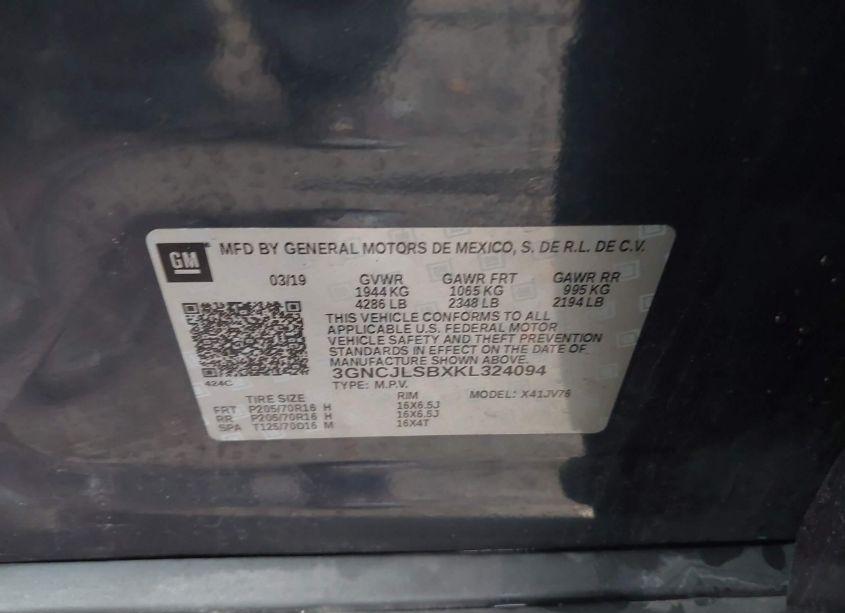 GM
MFD BY GENERAL MOTORS DE MEXICO, S. DE R.L. DE C.V.
03/19 GVWR GAWR FRT GAWR RR
1944 KG 1065 KG 995 KG
4286 LB 2348 LB 2194 LB
THIS VEHICLE CONFORMS TO ALL
APPLICABLE U.S. FEDERAL MOTOR
VEHICLE SAFETY AND THEFT PREVENTION
STANDARDS IN EFFECT ON THE DATE OF
MANUFACTURE SHOWN ABOVE.
3GNCJLSBXKL324094
424C TYPE: M.P.V. MODEL: X41JV76
TIRE SIZE RIM
FRT P205/70R16 H 16X6.5J
RR P205/70R16 H 16X6.5J
SPA T125/70D16 M 16X4T